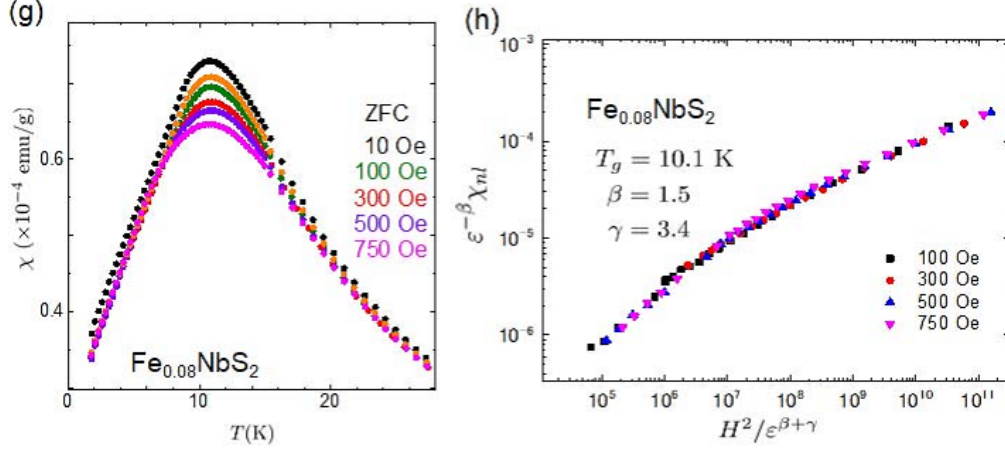 (g)
χ (×10⁻⁴ emu/g)
0.6
0.4
ZFC
10 Oe
100 Oe
300 Oe
500 Oe
750 Oe
Fe₀.₀₈NbS₂
0
10
20
T(K)
(h)
ε^{-β}χ_{nl}
10⁻³
10⁻⁴
10⁻⁵
10⁻⁶
Fe₀.₀₈NbS₂
T_g = 10.1 K
β = 1.5
γ = 3.4
100 Oe
300 Oe
500 Oe
750 Oe
10⁵ 10⁶ 10⁷ 10⁸ 10⁹ 10¹⁰ 10¹¹
H²/ε^{β+γ}